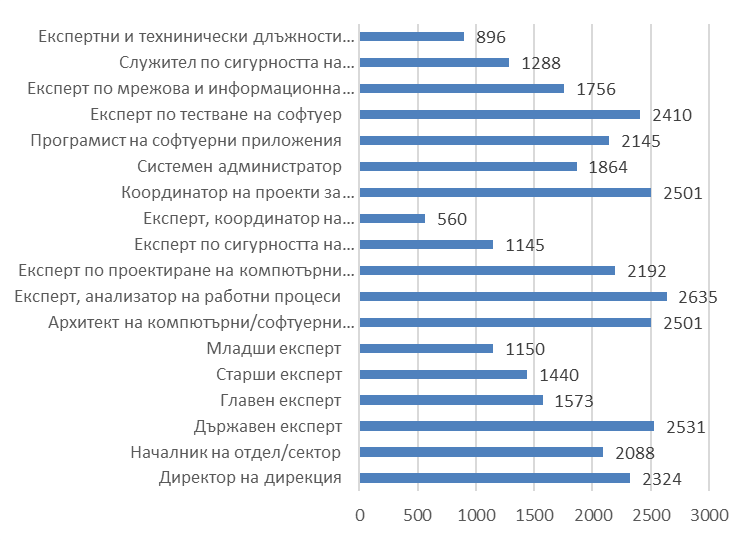 Експертни и технинически длъжности… 896
Служител по сигурността на… 1288
Експерт по мрежова и информационна… 1756
Експерт по тестване на софтуер 2410
Програмист на софтуерни приложения 2145
Системен администратор 1864
Координатор на проекти за… 2501
Експерт, координатор на… 560
Експерт по сигурността на… 1145
Експерт по проектиране на компютърни… 2192
Експерт, анализатор на работни процеси 2635
Архитект на компютърни/софтуерни… 2501
Младши експерт 1150
Старши експерт 1440
Главен експерт 1573
Държавен експерт 2531
Началник на отдел/сектор 2088
Директор на дирекция 2324
0 500 1000 1500 2000 2500 3000